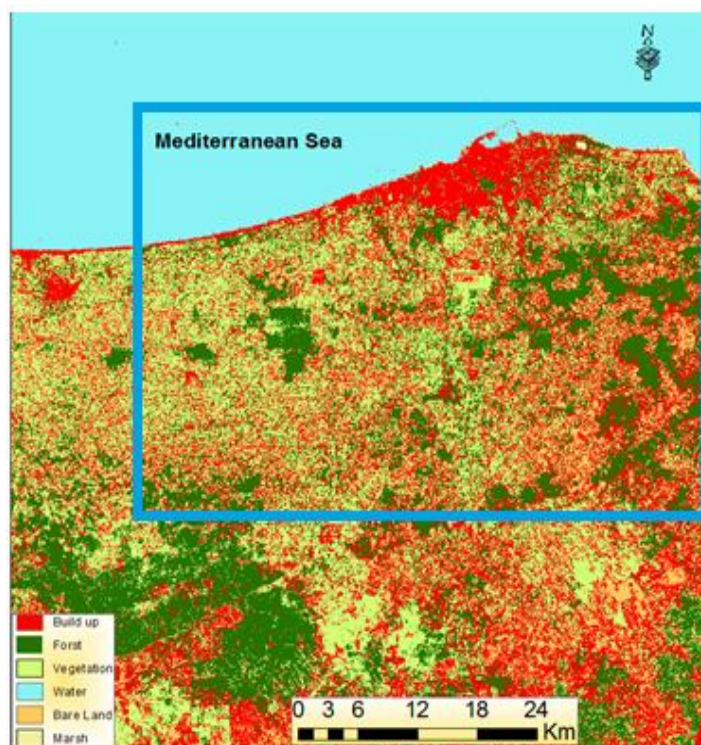 N
Mediterranean Sea
Build up
Forst
Vegetation
Water
Bare Land
Marsh
0 3 6 12 18 24
Km